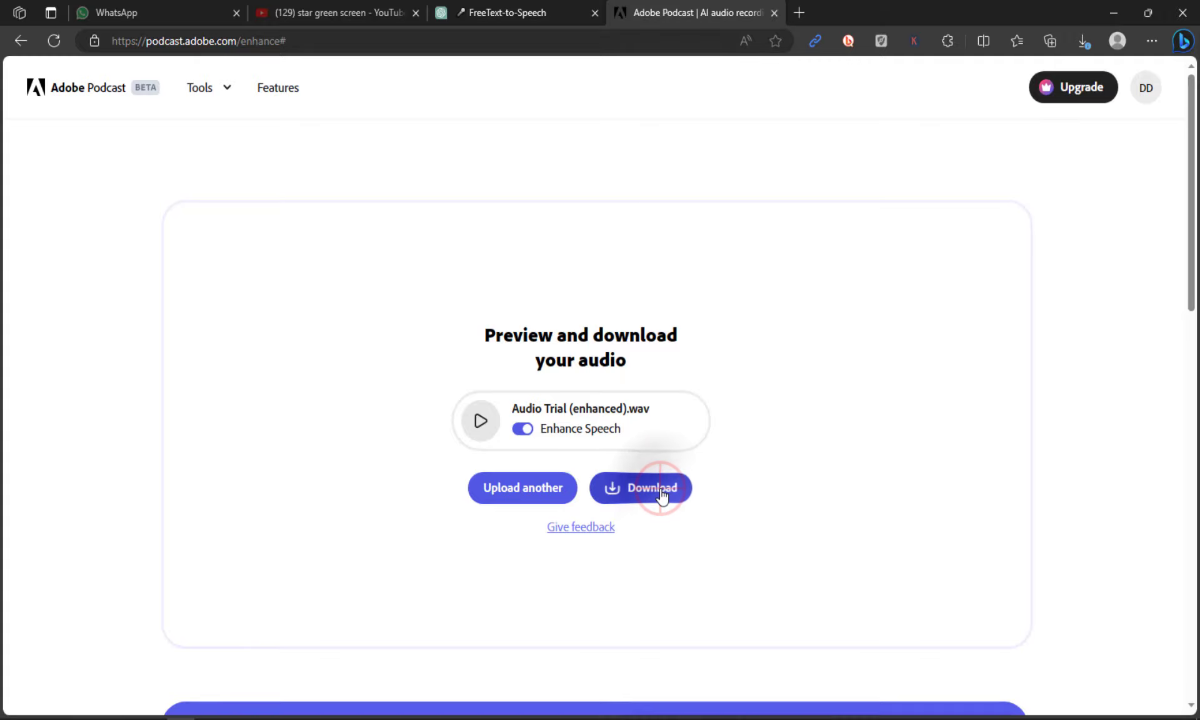 WhatsApp
(129) star green screen - YouTub
FreeText-to-Speech
Adobe Podcast | AI audio record
https://podcast.adobe.com/enhance#
Adobe Podcast BETA
Tools
Features
Upgrade
DD
Preview and download
your audio
Audio Trial (enhanced).wav
Enhance Speech
Upload another
Download
Give feedback